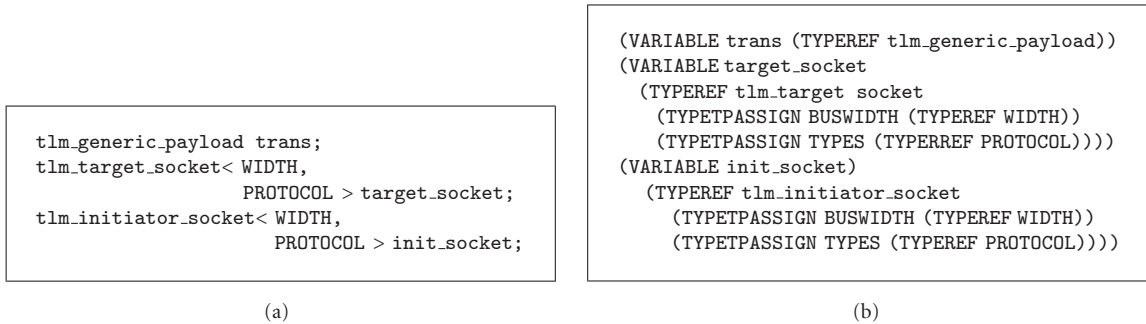 tlm_generic_payload trans;
tlm_target_socket< WIDTH,
PROTOCOL > target_socket;
tlm_initiator_socket< WIDTH,
PROTOCOL > init_socket;
(a)
(VARIABLE trans (TYPEREF tlm_generic_payload))
(VARIABLE target_socket
(TYPEREF tlm_target socket
(TYPETPASSIGN BUSWIDTH (TYPEREF WIDTH))
(TYPETPASSIGN TYPES (TYPERREF PROTOCOL))))
(VARIABLE init_socket)
(TYPEREF tlm_initiator_socket
(TYPETPASSIGN BUSWIDTH (TYPEREF WIDTH))
(TYPETPASSIGN TYPES (TYPEREF PROTOCOL))))
(b)